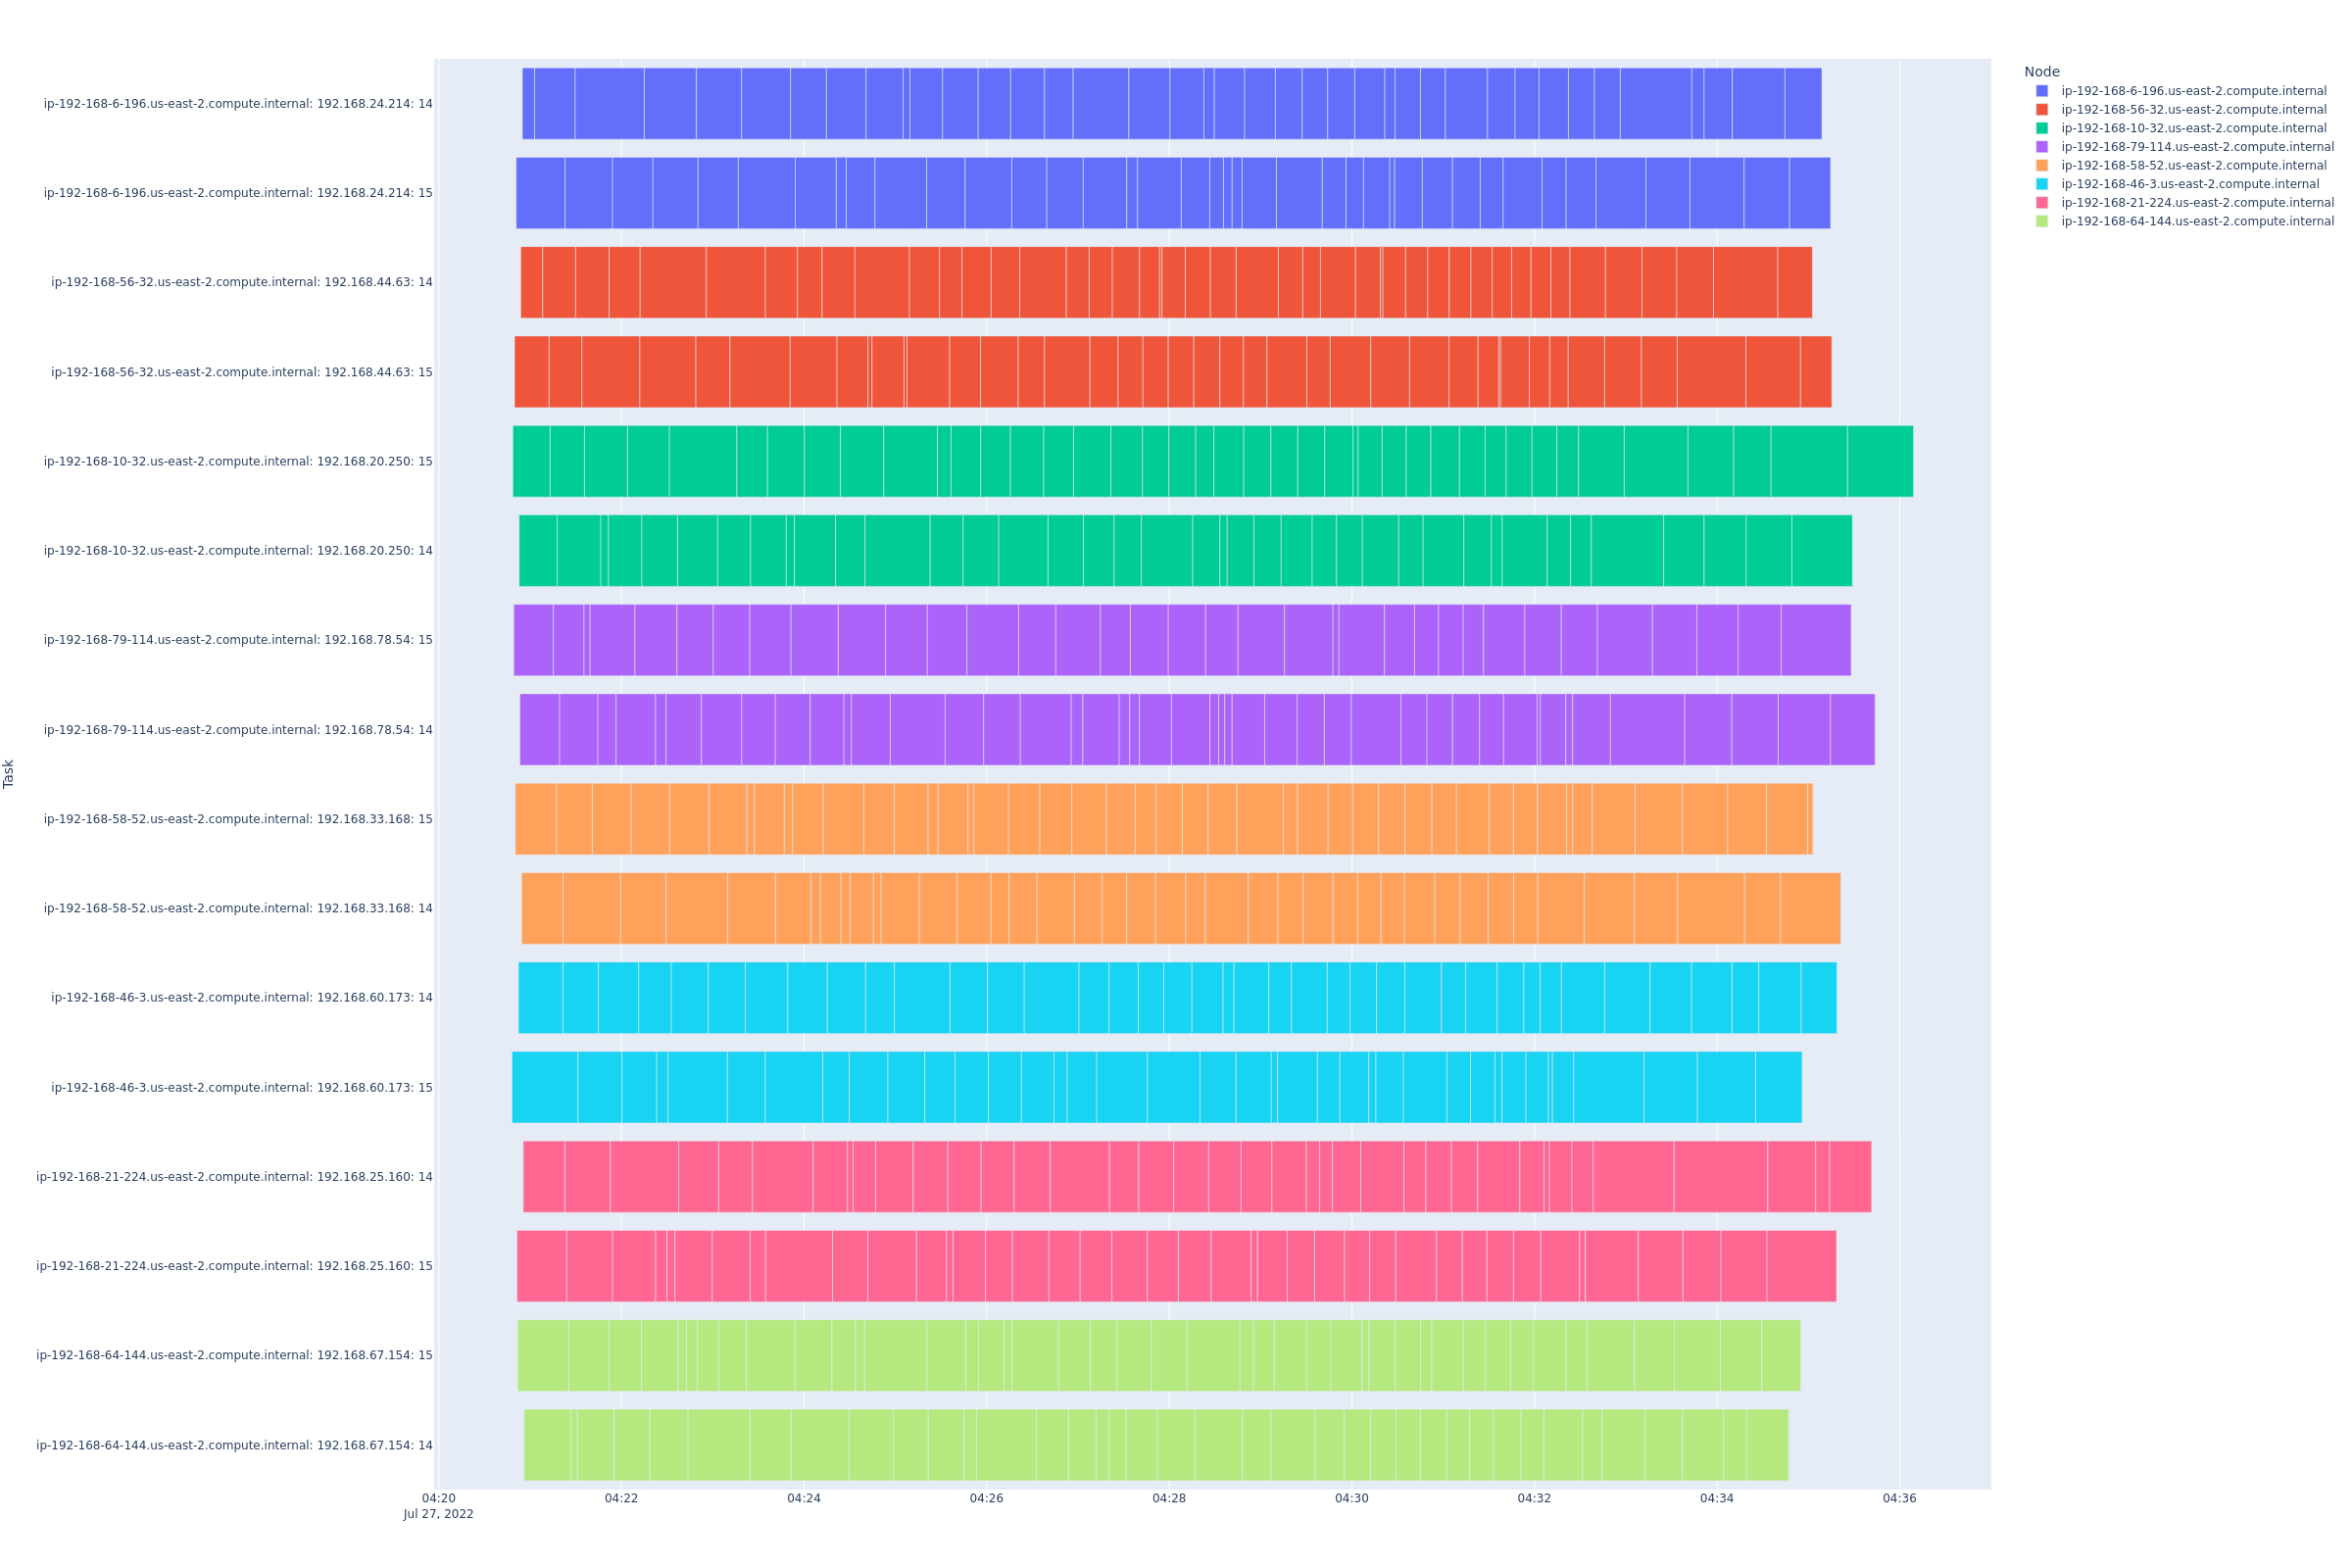 Node
ip-192-168-6-196.us-east-2.compute.internal
ip-192-168-56-32.us-east-2.compute.internal
ip-192-168-10-32.us-east-2.compute.internal
ip-192-168-79-114.us-east-2.compute.internal
ip-192-168-58-52.us-east-2.compute.internal
ip-192-168-46-3.us-east-2.compute.internal
ip-192-168-21-224.us-east-2.compute.internal
ip-192-168-64-144.us-east-2.compute.internal
Task
ip-192-168-6-196.us-east-2.compute.internal: 192.168.24.214: 14
ip-192-168-6-196.us-east-2.compute.internal: 192.168.24.214: 15
ip-192-168-56-32.us-east-2.compute.internal: 192.168.44.63: 14
ip-192-168-56-32.us-east-2.compute.internal: 192.168.44.63: 15
ip-192-168-10-32.us-east-2.compute.internal: 192.168.20.250: 15
ip-192-168-10-32.us-east-2.compute.internal: 192.168.20.250: 14
ip-192-168-79-114.us-east-2.compute.internal: 192.168.78.54: 15
ip-192-168-79-114.us-east-2.compute.internal: 192.168.78.54: 14
ip-192-168-58-52.us-east-2.compute.internal: 192.168.33.168: 15
ip-192-168-58-52.us-east-2.compute.internal: 192.168.33.168: 14
ip-192-168-46-3.us-east-2.compute.internal: 192.168.60.173: 14
ip-192-168-46-3.us-east-2.compute.internal: 192.168.60.173: 15
ip-192-168-21-224.us-east-2.compute.internal: 192.168.25.160: 14
ip-192-168-21-224.us-east-2.compute.internal: 192.168.25.160: 15
ip-192-168-64-144.us-east-2.compute.internal: 192.168.67.154: 15
ip-192-168-64-144.us-east-2.compute.internal: 192.168.67.154: 14
04:20 04:22 04:24 04:26 04:28 04:30 04:32 04:34 04:36
Jul 27, 2022